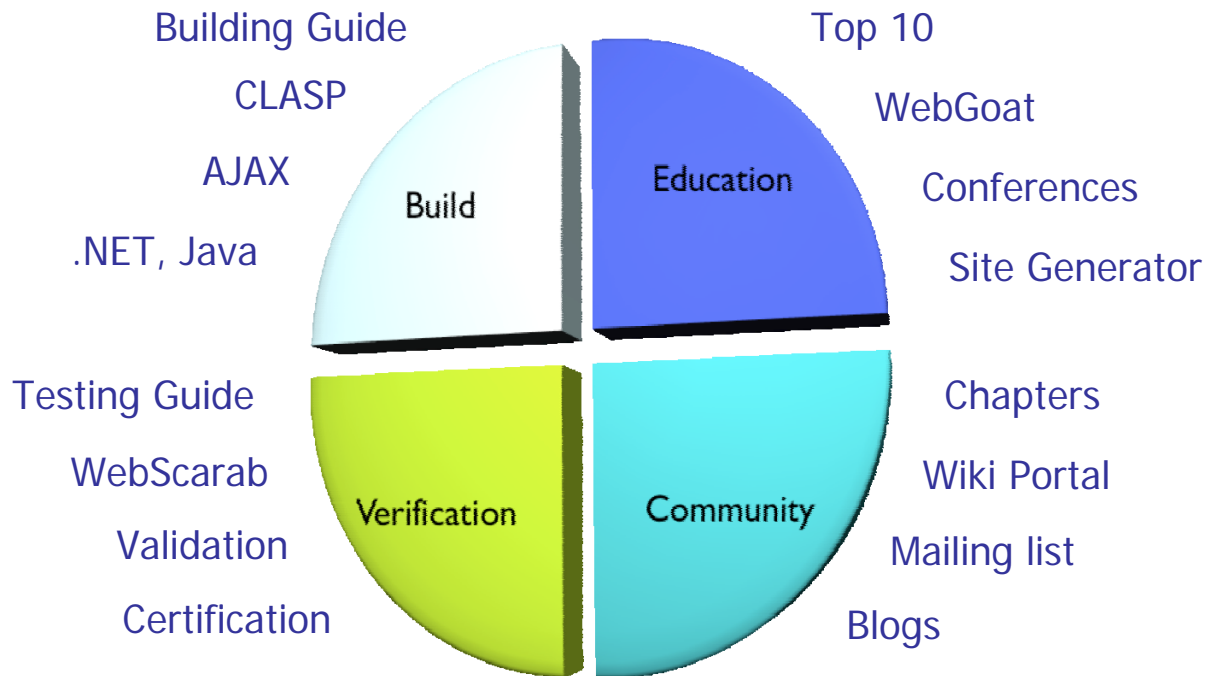 Building Guide
CLASP
AJAX
.NET, Java
Build
Top 10
WebGoat
Conferences
Site Generator
Education
Testing Guide
WebScarab
Validation
Certification
Verification
Chapters
Wiki Portal
Mailing list
Blogs
Community